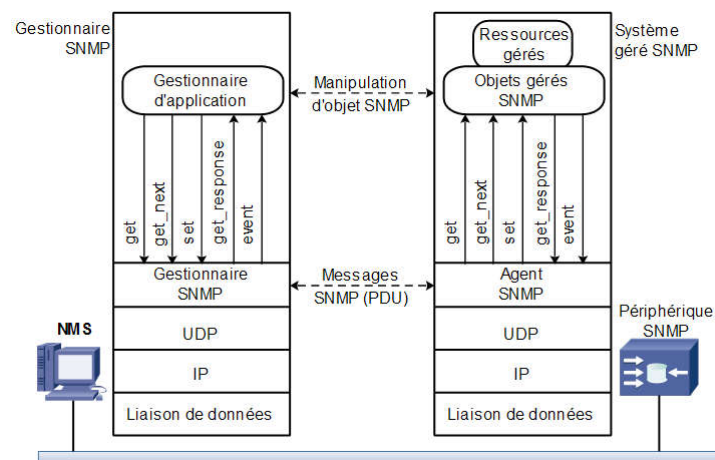 Gestionnaire
SNMP
Ressources
gérés
Système
géré SNMP
Gestionnaire
d'application
Manipulation
d'objet SNMP
Objets gérés
SNMP
get
get_next
set
get_response
event
get
get_next
set
get_response
event
Gestionnaire
SNMP
Messages
SNMP (PDU)
Agent
SNMP
Périphérique
SNMP
NMS
UDP
UDP
IP
IP
Liaison de données
Liaison de données